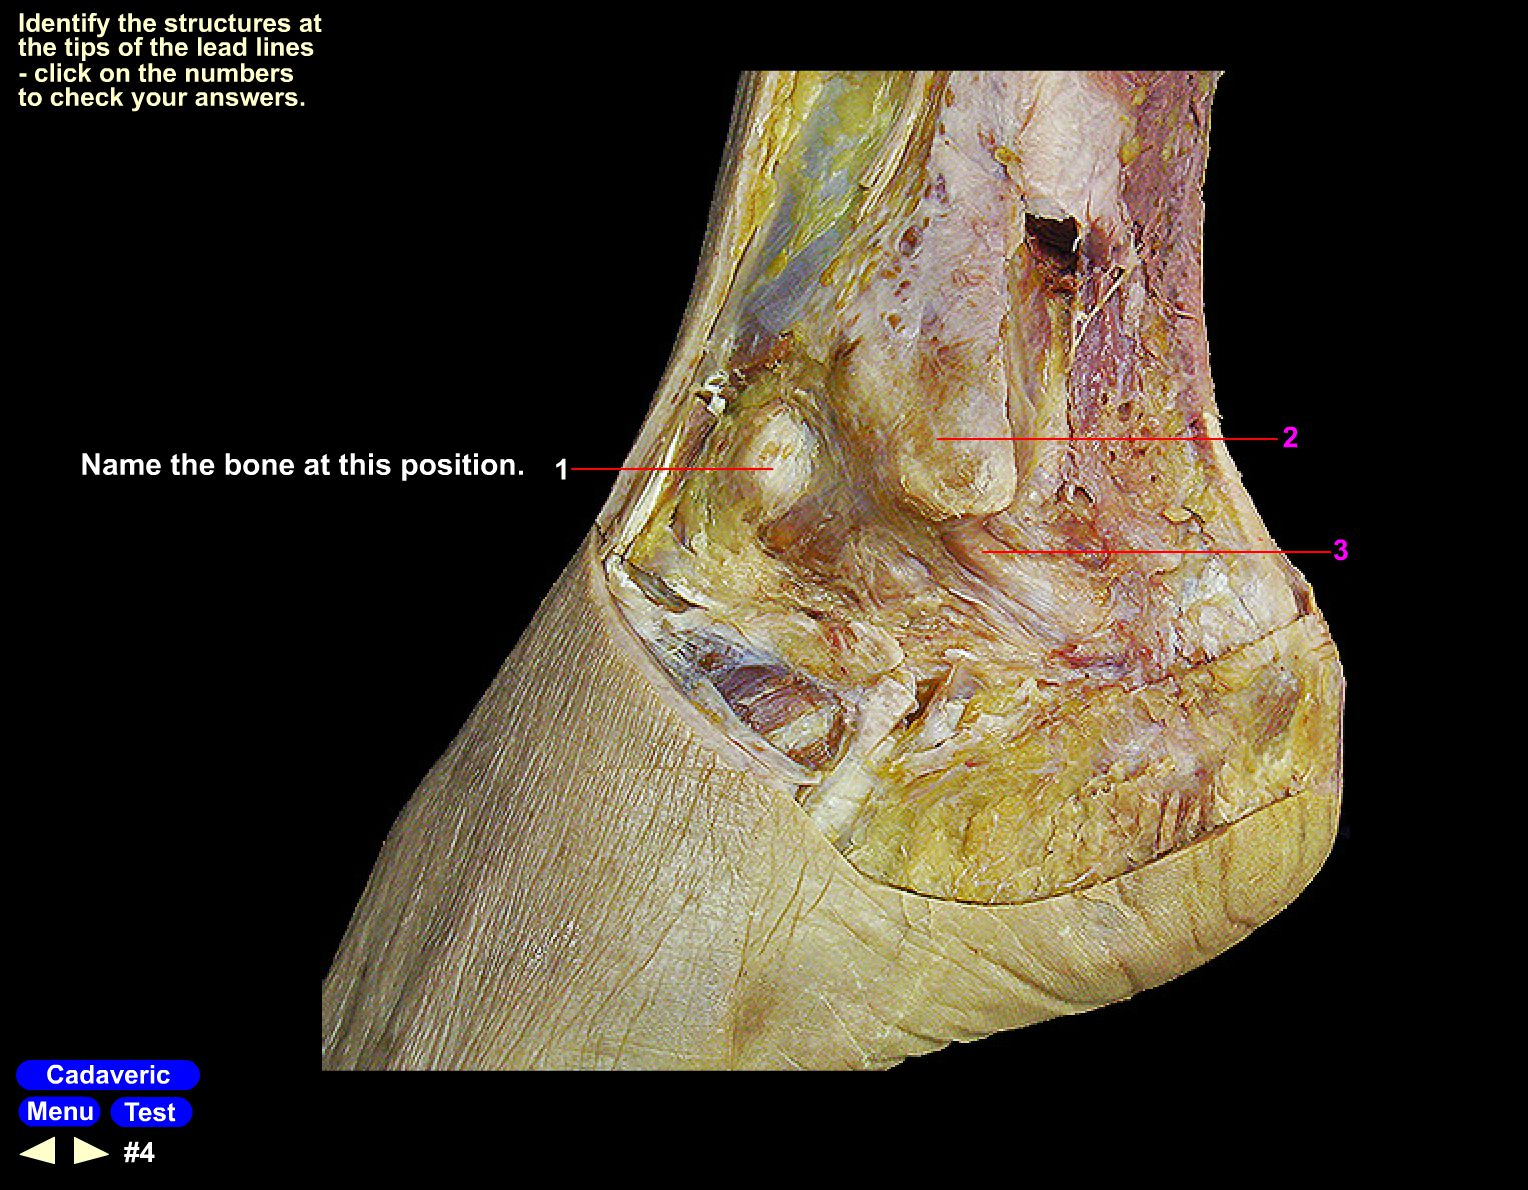 Identify the structures at
the tips of the lead lines
- click on the numbers
to check your answers.
2
Name the bone at this position. 1
3
Cadaveric
Menu Test
#4